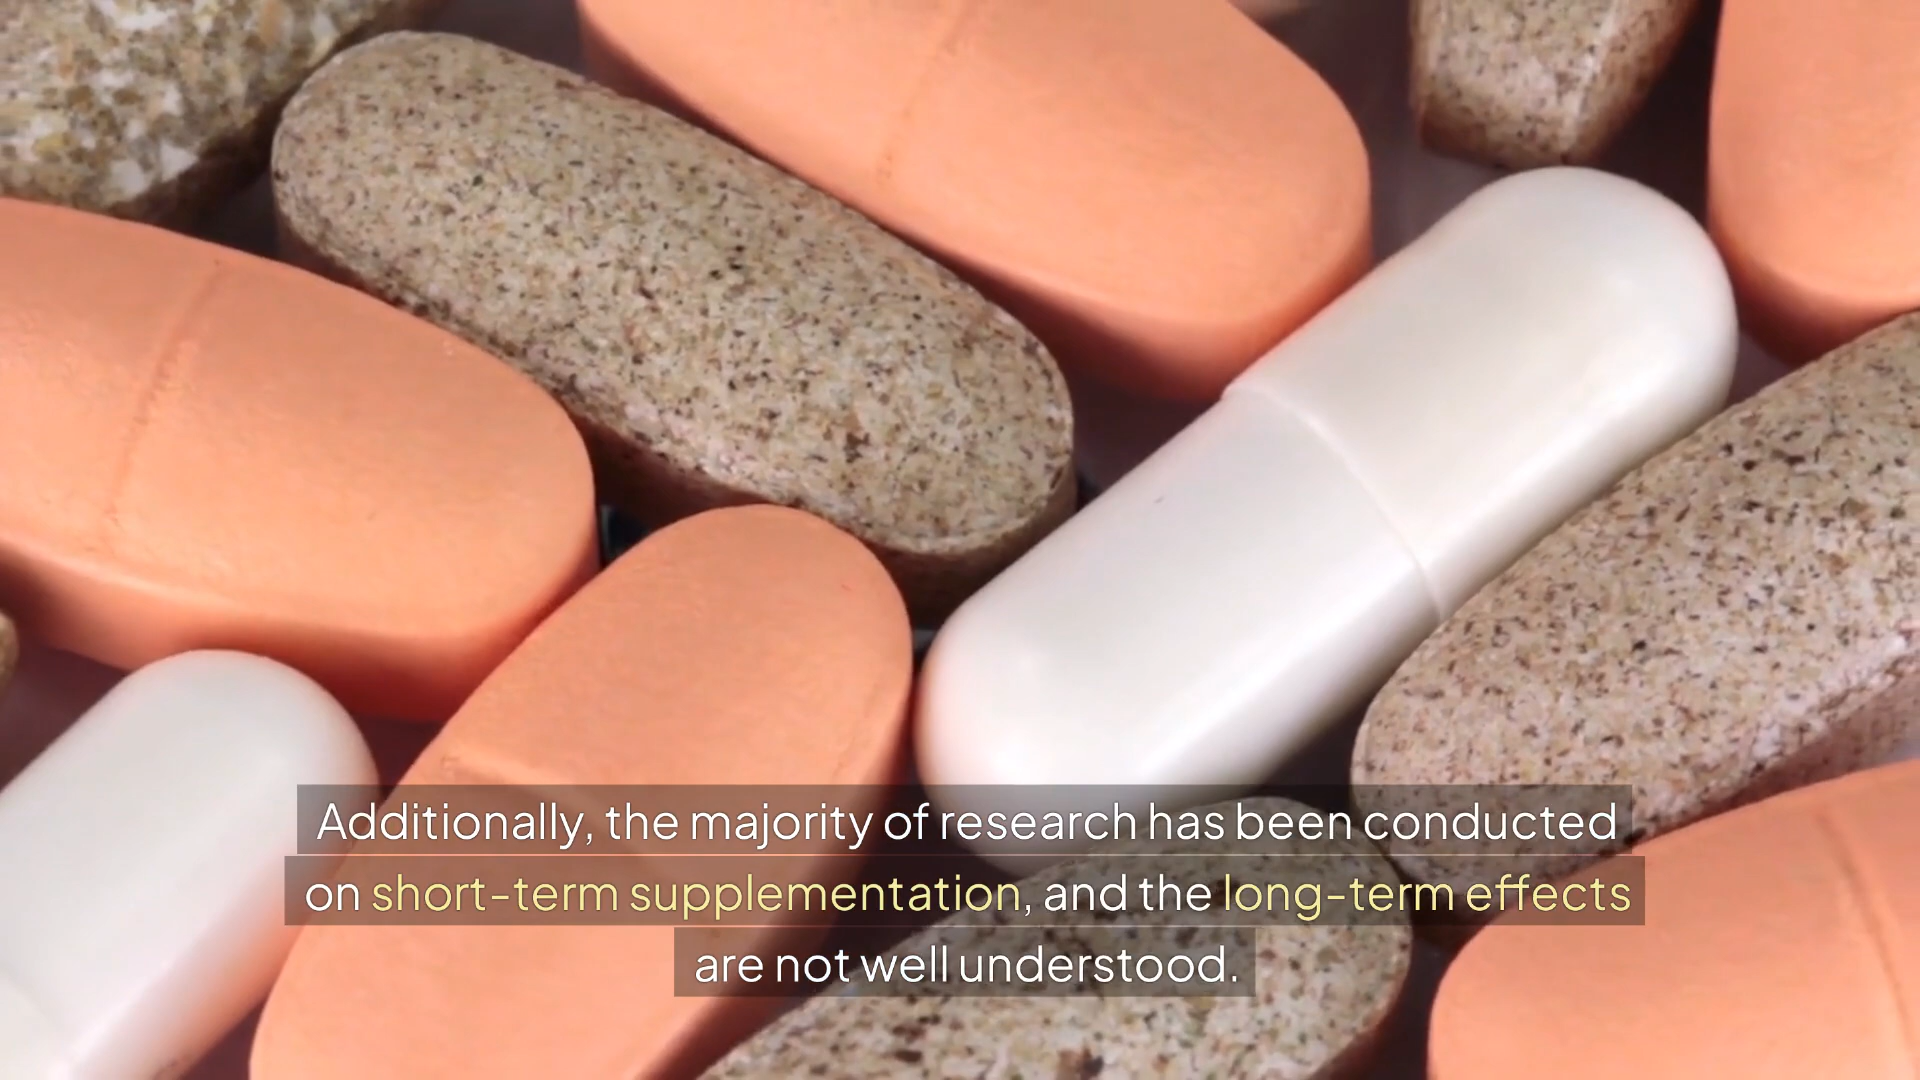 Additionally, the majority of research has been conducted
on short-term supplementation, and the long-term effects
are not well understood.